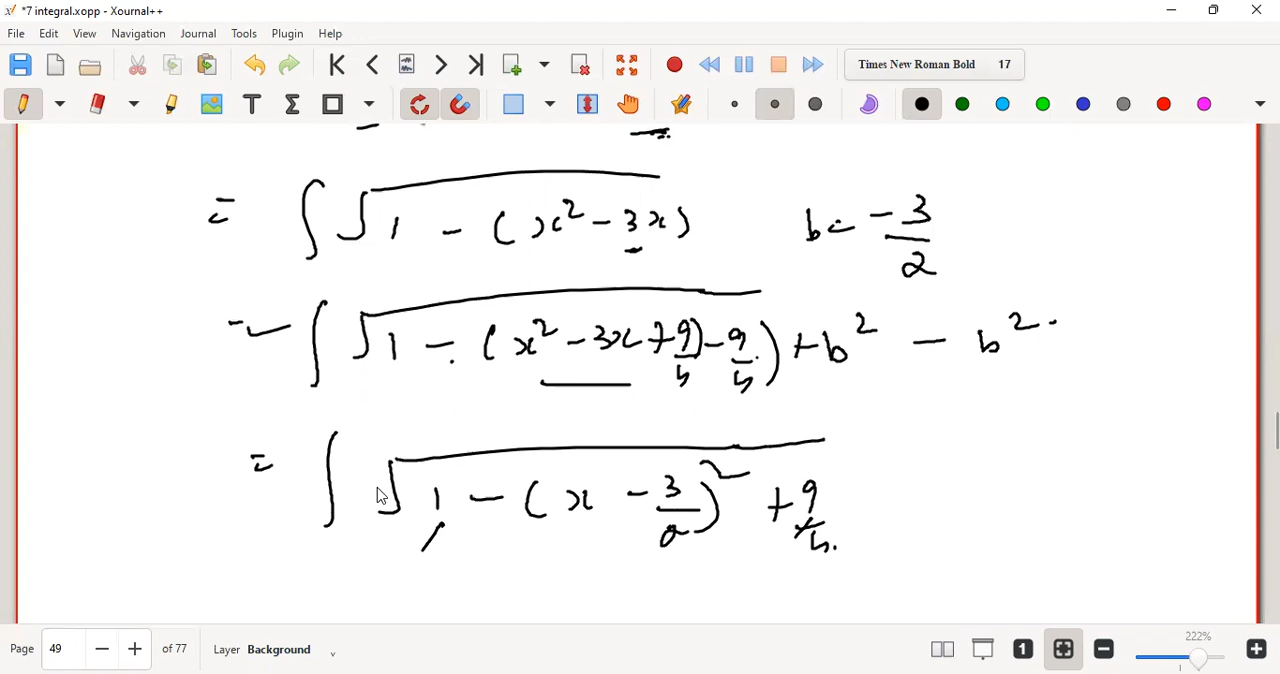 *7 integral.xopp - Xournal++
File Edit View Navigation Journal Tools Plugin Help
Times New Roman Bold 17
= ∫ √1 - (x² - 3x) b = -3/2
= ∫ √1 - (x² - 3x + 9/4) - 9/4) + b² - b²
= ∫ √1 - (x - 3/2)² + 9/4
Page 49 of 77 Layer Background 1 222%